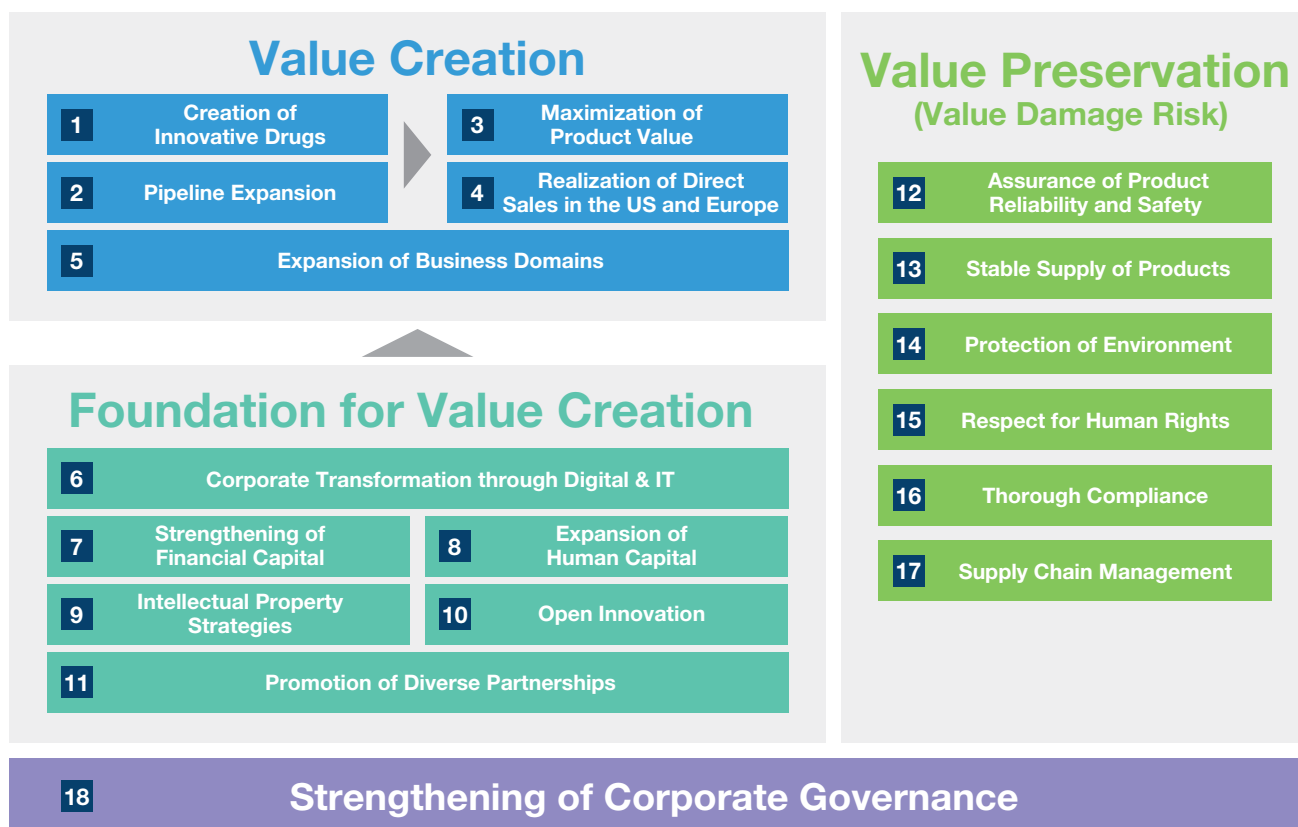 Value Creation
1
Creation of
Innovative Drugs
2
Pipeline Expansion
3
Maximization of
Product Value
4
Realization of Direct
Sales in the US and Europe
5
Expansion of Business Domains
Foundation for Value Creation
6
Corporate Transformation through Digital & IT
7
Strengthening of
Financial Capital
8
Expansion of
Human Capital
9
Intellectual Property
Strategies
10
Open Innovation
11
Promotion of Diverse Partnerships
Value Preservation
(Value Damage Risk)
12
Assurance of Product
Reliability and Safety
13
Stable Supply of Products
14
Protection of Environment
15
Respect for Human Rights
16
Thorough Compliance
17
Supply Chain Management
18
Strengthening of Corporate Governance